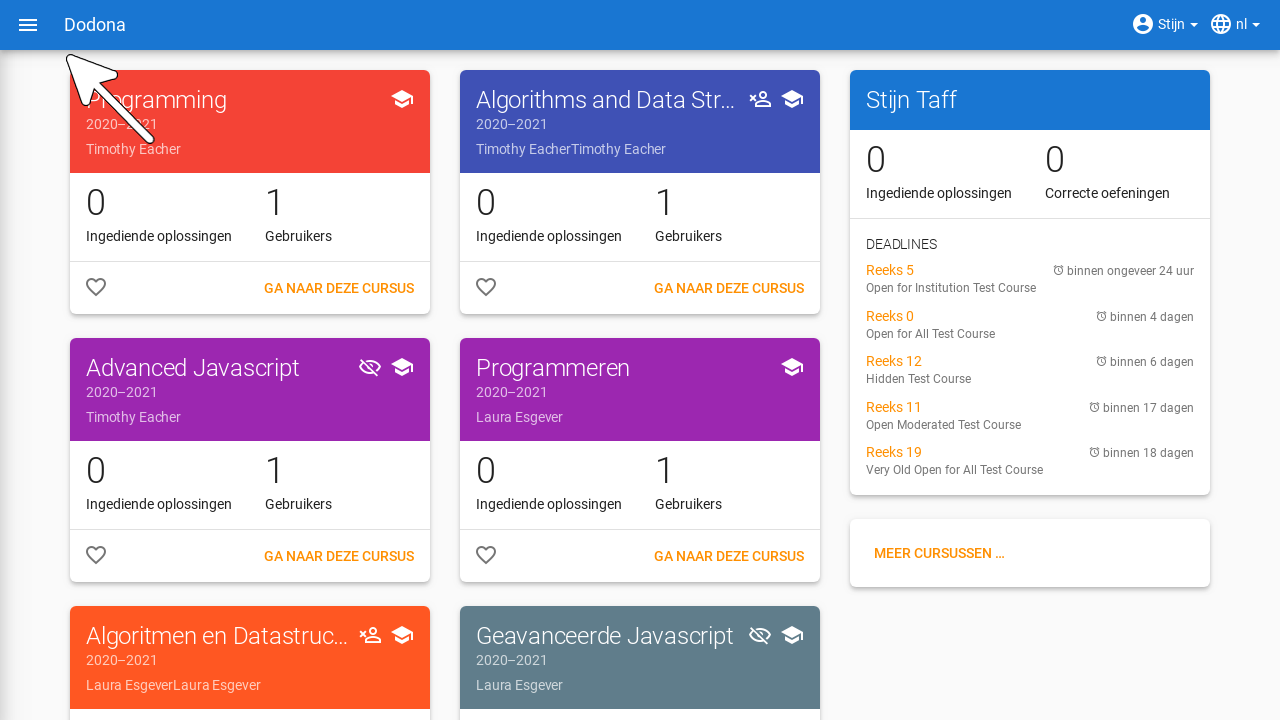 Dodona
Stijn
nl
Programming
2020–2021
Timothy Eacher
0
1
Ingediende oplossingen
Gebruikers
GA NAAR DEZE CURSUS
Algorithms and Data Str...
2020–2021
Timothy EacherTimothy Eacher
0
1
Ingediende oplossingen
Gebruikers
GA NAAR DEZE CURSUS
Advanced Javascript
2020–2021
Timothy Eacher
0
1
Ingediende oplossingen
Gebruikers
GA NAAR DEZE CURSUS
Programmeren
2020–2021
Laura Esgever
0
1
Ingediende oplossingen
Gebruikers
GA NAAR DEZE CURSUS
Algoritmen en Datastruc...
2020–2021
Laura EsgeverLaura Esgever
Geavanceerde Javascript
2020–2021
Laura Esgever
Stijn Taff
0
0
Ingediende oplossingen
Correcte oefeningen
DEADLINES
Reeks 5
binnen ongeveer 24 uur
Open for Institution Test Course
Reeks 0
binnen 4 dagen
Open for All Test Course
Reeks 12
binnen 6 dagen
Hidden Test Course
Reeks 11
binnen 17 dagen
Open Moderated Test Course
Reeks 19
binnen 18 dagen
Very Old Open for All Test Course
MEER CURSUSSEN ...